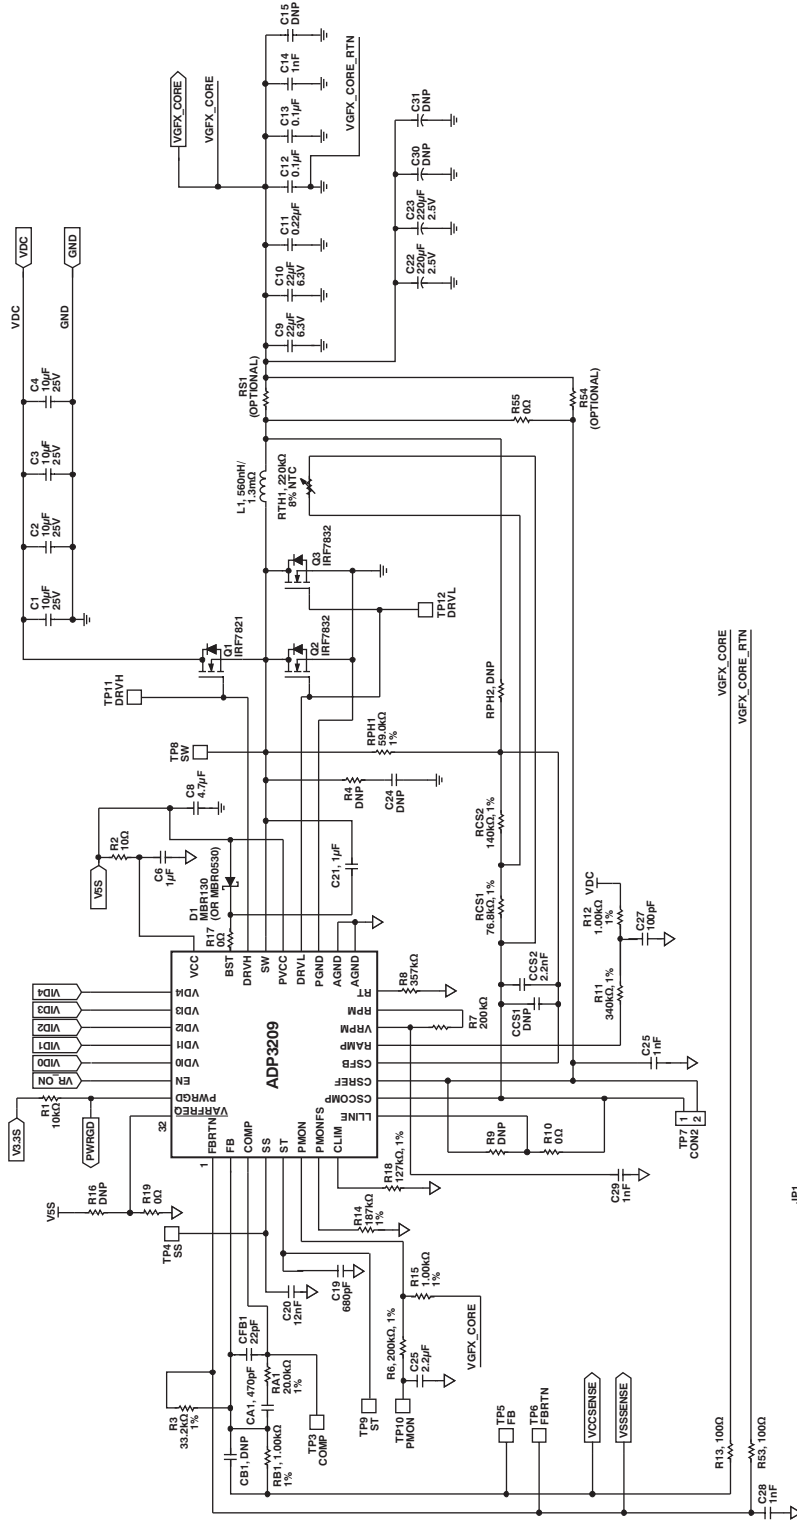 C15
DNP
C14
1nF
C13
0.1µF
C12
0.1µF
C11
0.22µF
C10
22µF
6.3V
C9
22µF
6.3V
VGFX_CORE
VGFX_CORE
VGFX_CORE_RTN
C31
DNP
C30
DNP
C23
220µF
2.5V
C22
220µF
2.5V
VDC
GND
VDC
GND
C4
10µF
25V
C3
10µF
25V
C2
10µF
25V
C1
10µF
25V
RS1
(OPTIONAL)
R54
(OPTIONAL)
R55
0Ω
L1, 560nH/
1.3mΩ
RTH1, 220kΩ
8% NTC
Q3
IRF7832
Q1
IRF7821
Q2
IRF7832
TP12
DRVL
TP11
DRVH
TP8
SW
RPH1
59.0kΩ
1%
RPH2, DNP
R4
DNP
C24
DNP
C8
4.7µF
V5S
R2
10Ω
C6
1µF
D1
MBR130
(OR MBR0530)
R17
0Ω
C21, 1µF
RCS2
140kΩ, 1%
RCS1
76.8kΩ, 1%
CCS2
2.2nF
CCS1
DNP
VDC
R12
1.00kΩ
1%
C27
100pF
R11
340kΩ, 1%
R8
357kΩ
R7
200kΩ
C25
1nF
VID4
VID3
VID2
VID1
VID0
VR_ON
V3.3S
R1
10kΩ
PWRGD
VDI4
VDI3
VDI2
VDI1
VDI0
EN
PWRGD
VARFREQ
32
VCC
BST
DRVH
SW
PVCC
DRVL
PGND
AGND
AGND
ADP3209
RT
RPM
VRPM
RAMP
CSFB
CSREF
CSCOMP
LLINE
1
FBRTN
FB
COMP
SS
ST
PMON
PMONFS
CLIM
V5S
R16
DNP
R19
0Ω
TP4
SS
R18
127kΩ, 1%
R14
187kΩ
1%
R9
DNP
R10
0Ω
C29
1nF
TP7
CON2
1
2
C20
12nF
C19
680pF
R15
1.00kΩ
1%
R6, 200kΩ, 1%
C25
2.2µF
VGFX_CORE
CFB1
22pF
CA1, 470pF
RA1
20.0kΩ
1%
R3
33.2kΩ
1%
CB1, DNP
RB1, 1.00kΩ
1%
TP3
COMP
TP9
ST
TP10
PMON
TP5
FB
TP6
FBRTN
VCCSENSE
VSSSENSE
VGFX_CORE
VGFX_CORE_RTN
R13, 100Ω
R53, 100Ω
C28
1nF